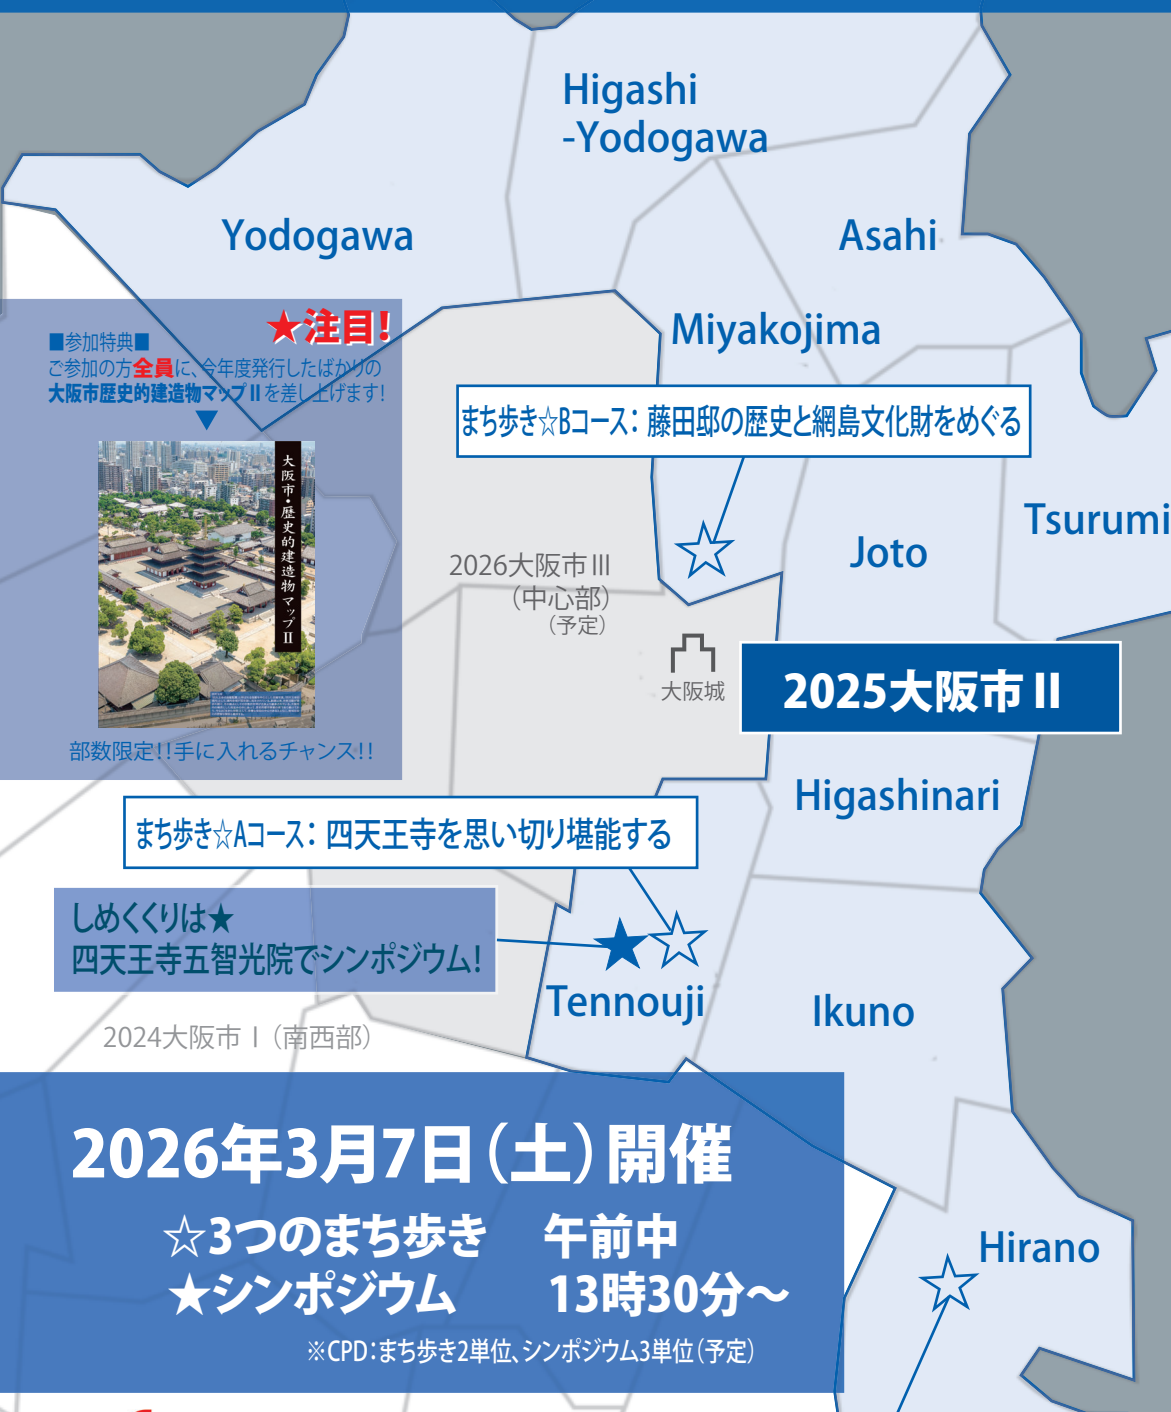 Higashi
-Yodogawa
Yodogawa
Asahi
★注目!
■参加特典■
ご参加の方全員に、今年度発行したばかりの
大阪市歴史的建造物マップⅡを差し上げます!
▼
大阪市・歴史的建造物マップⅡ
部数限定!!手に入れるチャンス!!
Miyakojima
まち歩き☆Bコース：藤田邸の歴史と網島文化財をめぐる
Tsurumi
Joto
2026大阪市Ⅲ
（中心部）
（予定）
大阪城
2025大阪市Ⅱ
Higashinari
まち歩き☆Aコース：四天王寺を思い切り堪能する
しめくくりは★
四天王寺五智光院でシンポジウム!
Tennouji
Ikuno
2024大阪市Ⅰ（南西部）
2026年3月7日（土）開催
☆3つのまち歩き　午前中
★シンポジウム　13時30分～
※CPD：まち歩き2単位、シンポジウム3単位（予定）
Hirano